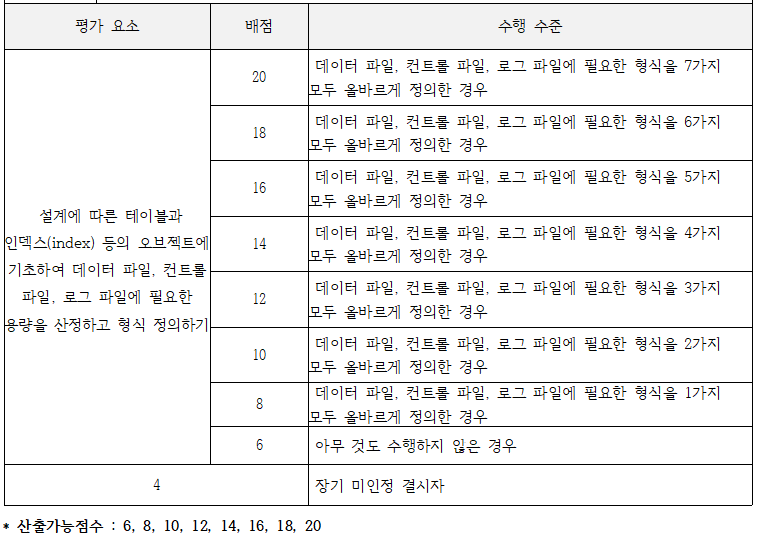 평가 요소 배점 수행 수준
20 데이터 파일, 컨트롤 파일, 로그 파일에 필요한 형식을 7가지
모두 올바르게 정의한 경우
18 데이터 파일, 컨트롤 파일, 로그 파일에 필요한 형식을 6가지
모두 올바르게 정의한 경우
16 데이터 파일, 컨트롤 파일, 로그 파일에 필요한 형식을 5가지
모두 올바르게 정의한 경우
설계에 따른 테이블과
인덱스(index) 등의 오브젝트에
기초하여 데이터 파일, 컨트롤
파일, 로그 파일에 필요한
용량을 산정하고 형식 정의하기
14 데이터 파일, 컨트롤 파일, 로그 파일에 필요한 형식을 4가지
모두 올바르게 정의한 경우
12 데이터 파일, 컨트롤 파일, 로그 파일에 필요한 형식을 3가지
모두 올바르게 정의한 경우
10 데이터 파일, 컨트롤 파일, 로그 파일에 필요한 형식을 2가지
모두 올바르게 정의한 경우
8 데이터 파일, 컨트롤 파일, 로그 파일에 필요한 형식을 1가지
모두 올바르게 정의한 경우
6 아무 것도 수행하지 않은 경우
4 장기 미인정 결시자
* 산출가능점수 : 6, 8, 10, 12, 14, 16, 18, 20